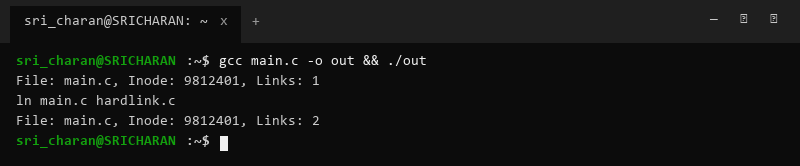 sri_charan@SRICHARAN: ~ x +
sri_charan@SRICHARAN :~$ gcc main.c -o out && ./out
File: main.c, Inode: 9812401, Links: 1
ln main.c hardlink.c
File: main.c, Inode: 9812401, Links: 2
sri_charan@SRICHARAN :~$